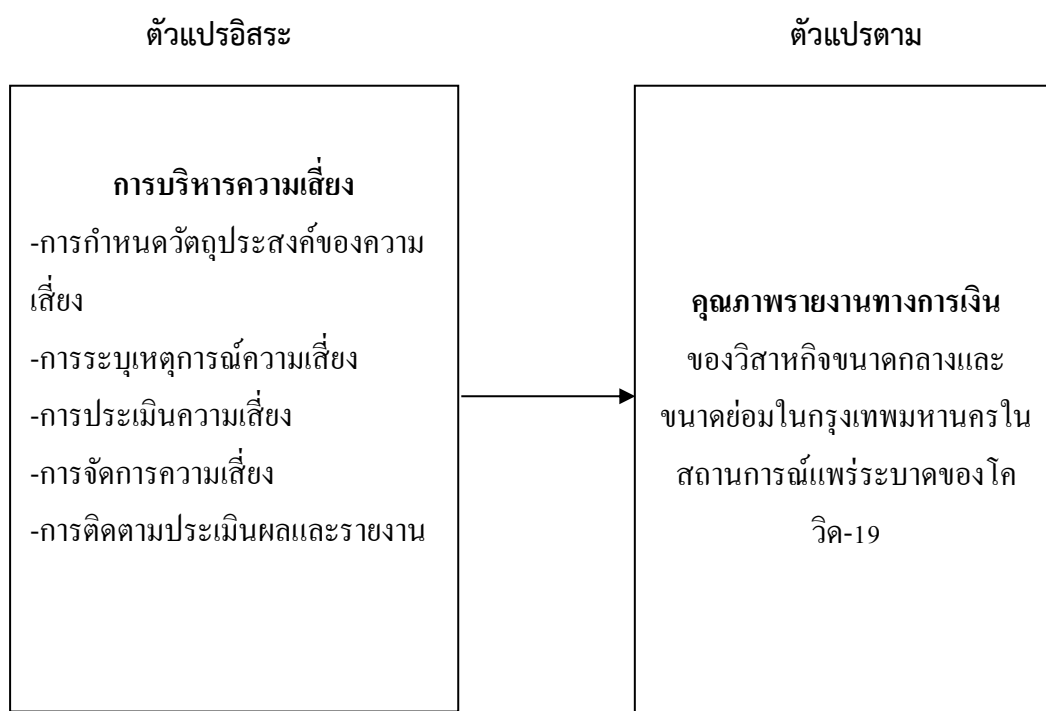 ตัวแปรอิสระ
ตัวแปรตาม
การบริหารความเสี่ยง
-การกำหนดวัตถุประสงค์ของความ
เสี่ยง
-การระบุเหตุการณ์ความเสี่ยง
-การประเมินความเสี่ยง
-การจัดการความเสี่ยง
-การติดตามประเมินผลและรายงาน
คุณภาพรายงานทางการเงิน
ของวิสาหกิจขนาดกลางและ
ขนาดย่อมในกรุงเทพมหานครใน
สถานการณ์แพร่ระบาดของโค
วิด-19